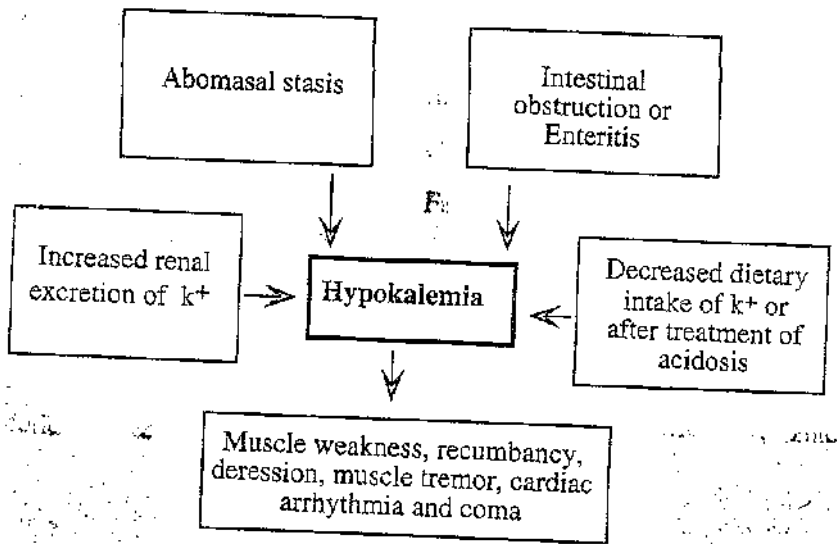 Abomasal stasis
Intestinal
obstruction or
Enteritis
Increased renal
excretion of k+
Hypokalemia
Decreased dietary
intake of k+ or
after treatment of
acidosis
Muscle weakness, recumbancy,
deression, muscle tremor, cardiac
arrhythmia and coma